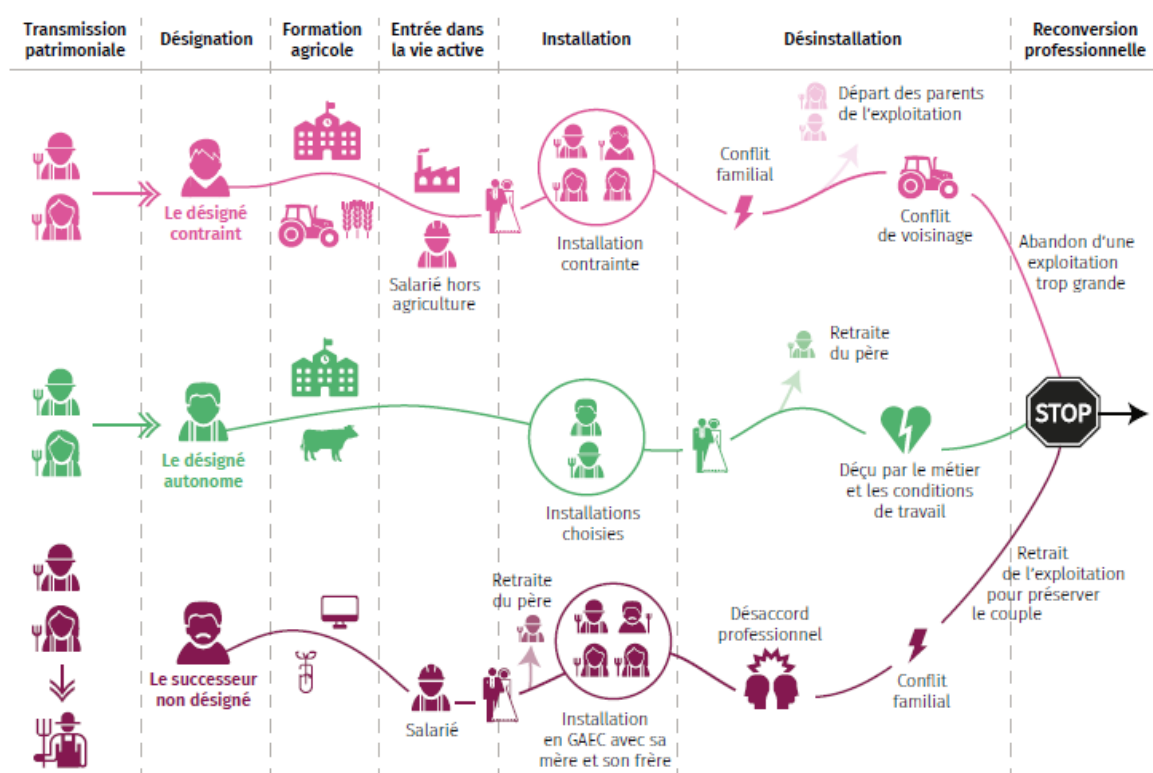 Transmission
patrimoniale
Désignation
Formation
agricole
Entrée dans
la vie active
Installation
Désinstallation
Reconversion
professionnelle
Le désigné
contraint
Salarié hors
agriculture
Installation
contrainte
Conflit
familial
Départ des parents
de l'exploitation
Conflit
de voisinage
Abandon d'une
exploitation
trop grande
Le désigné
autonome
Installations
choisies
Retraite
du père
Déçu par le métier
et les conditions
de travail
STOP
Le successeur
non désigné
Salarié
Retraite
du père
Installation
en GAEC avec sa
mère et son frère
Désaccord
professionnel
Conflit
familial
Retrait
de l'exploitation
pour préserver
le couple